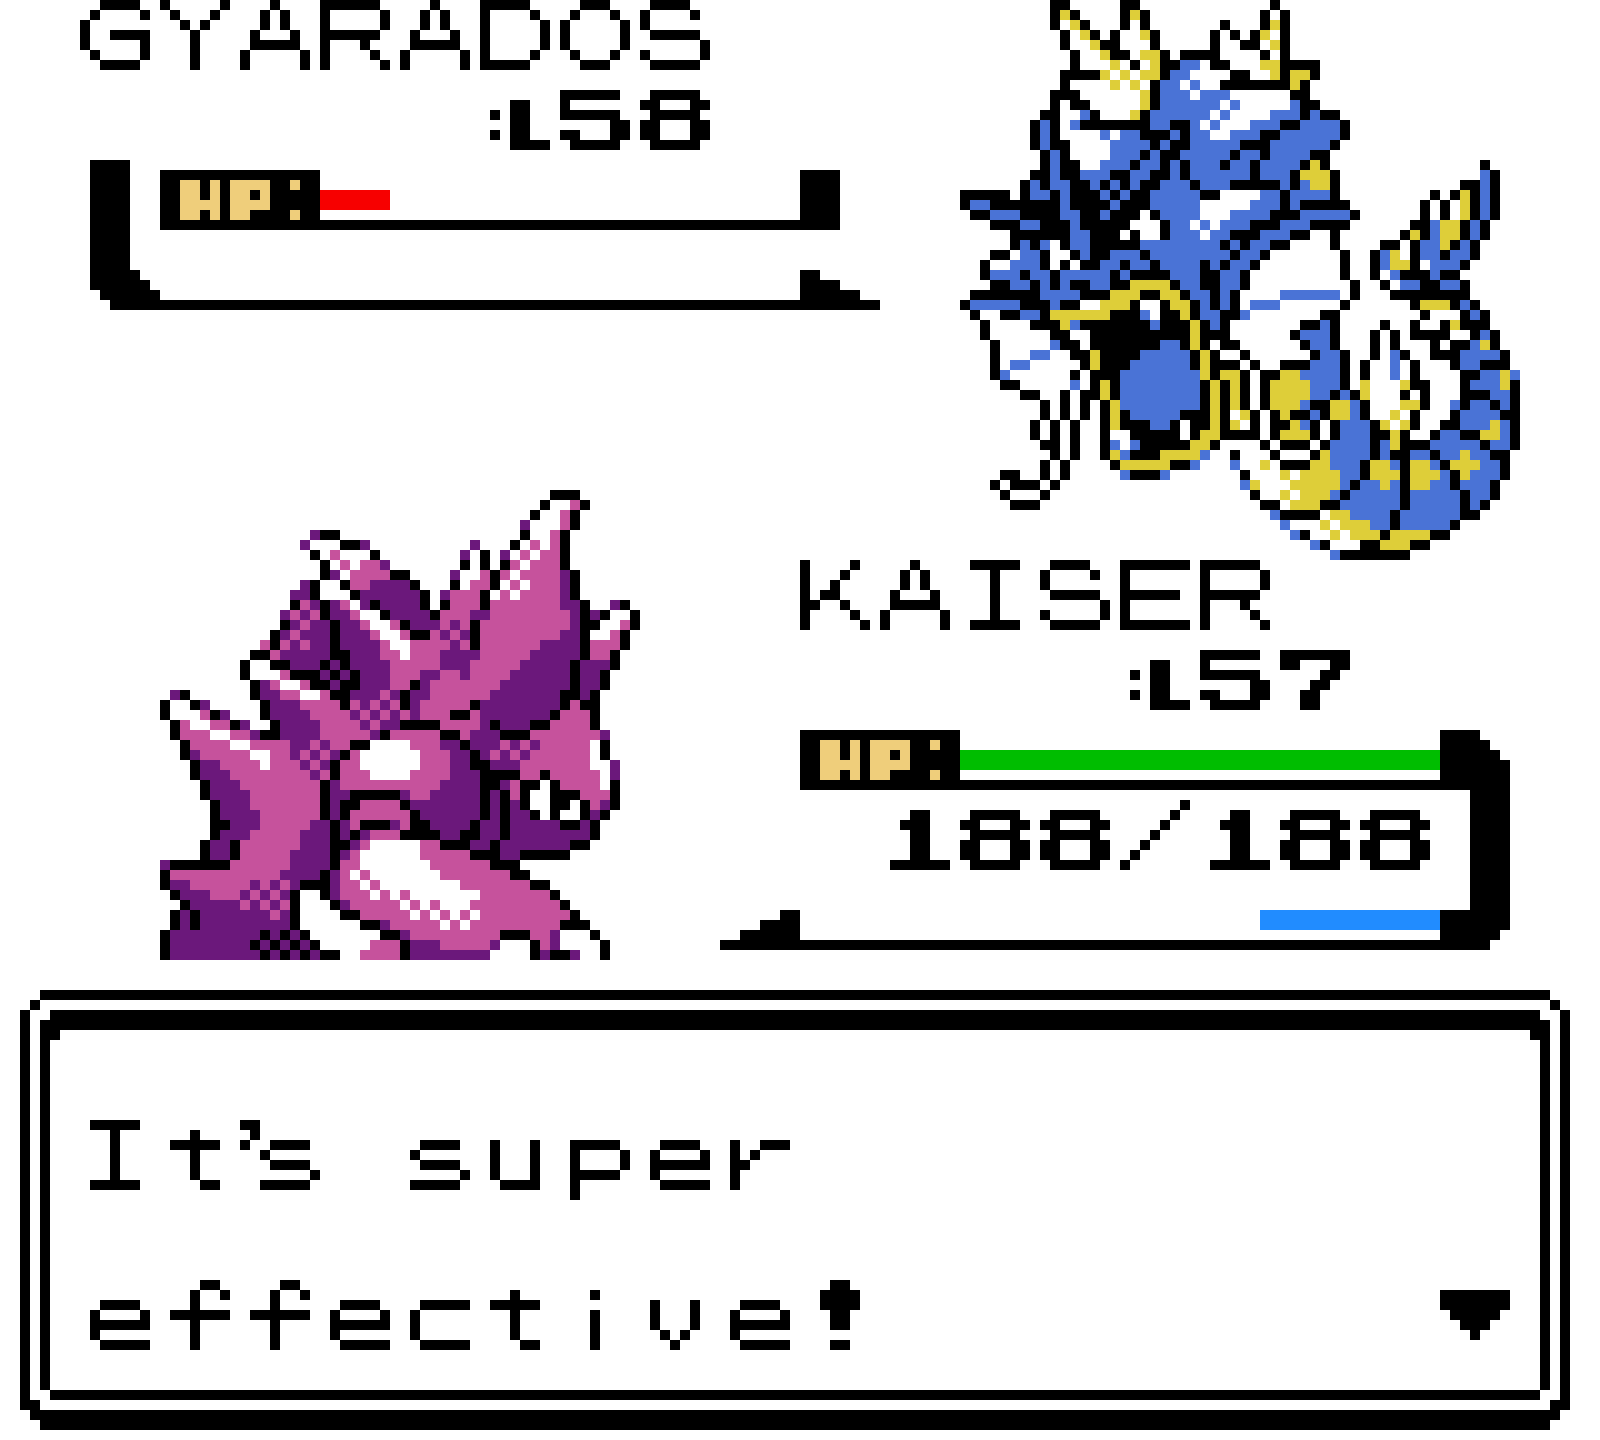 GYARADOS
:L58
HP:
KAISER
:L57
HP:
188/188
It's super
effective!